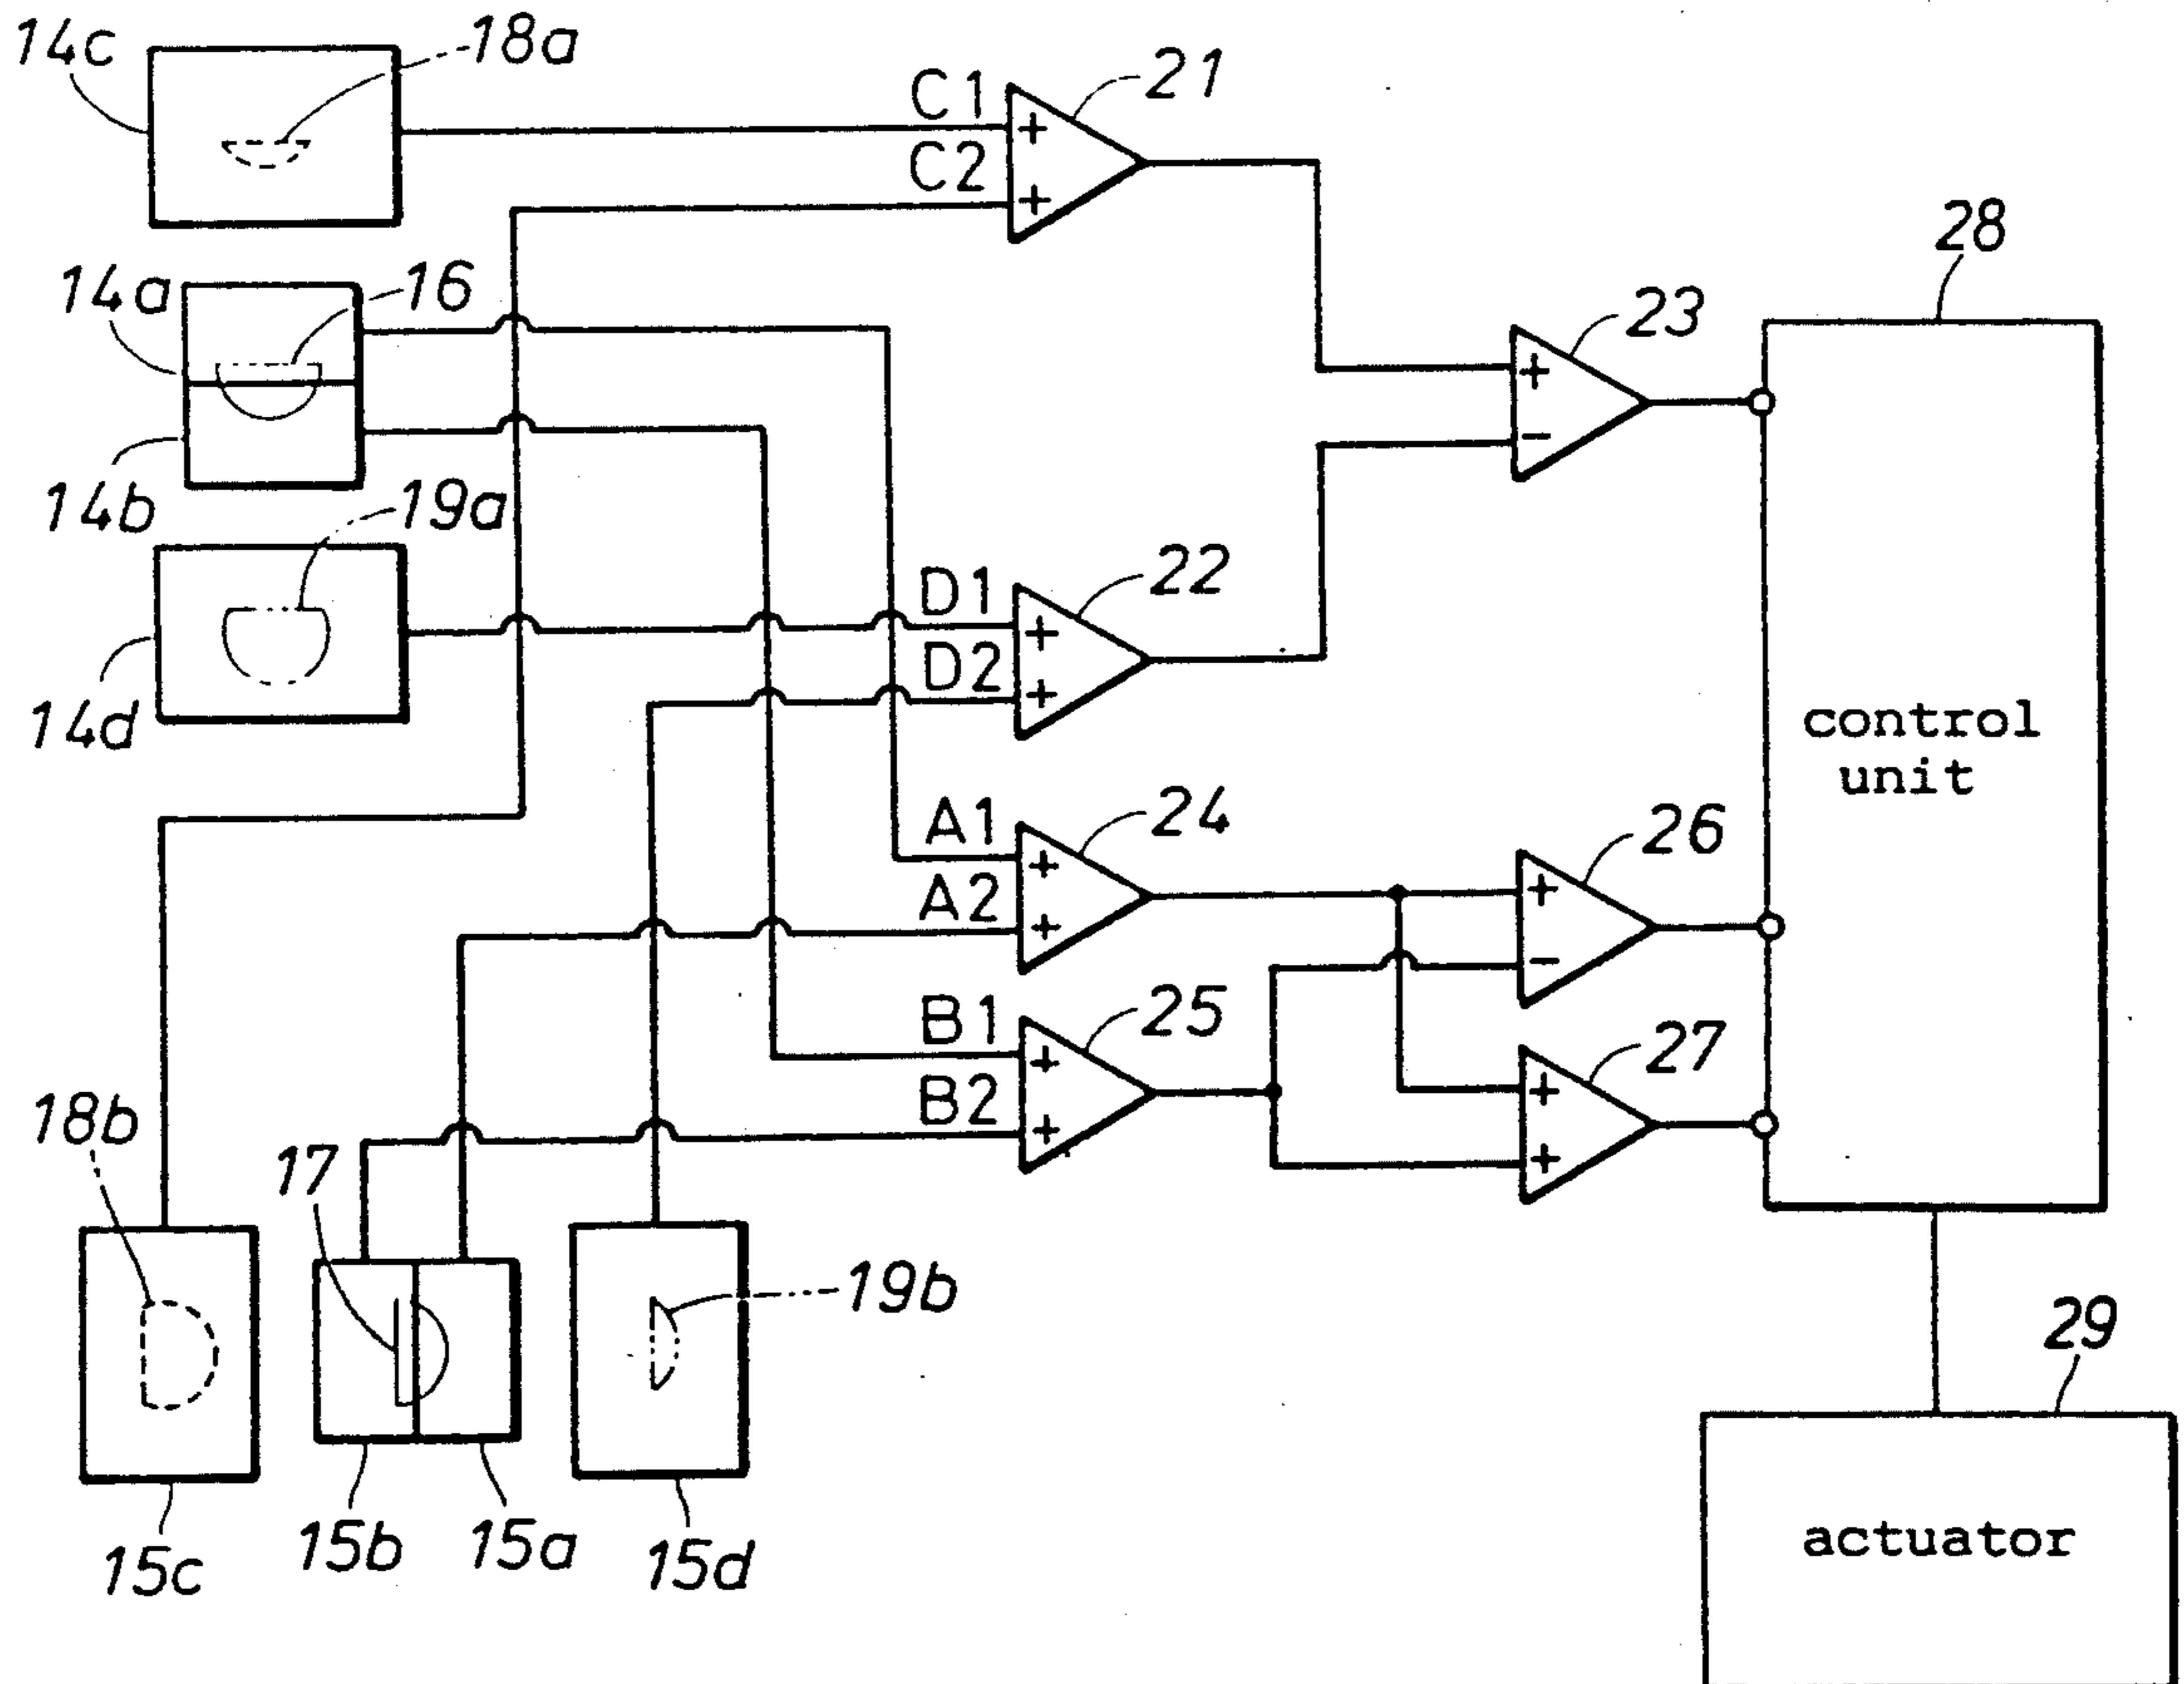 14c
18a
C1
21
C2
28
14a
16
23
+
+
+
−
14b
19a
D1
22
D2
+
+
14d
control
unit
A1
24
A2
+
+
26
+
−
B1
25
B2
+
+
27
+
+
18b
17
19b
29
15c
15b
15a
15d
actuator